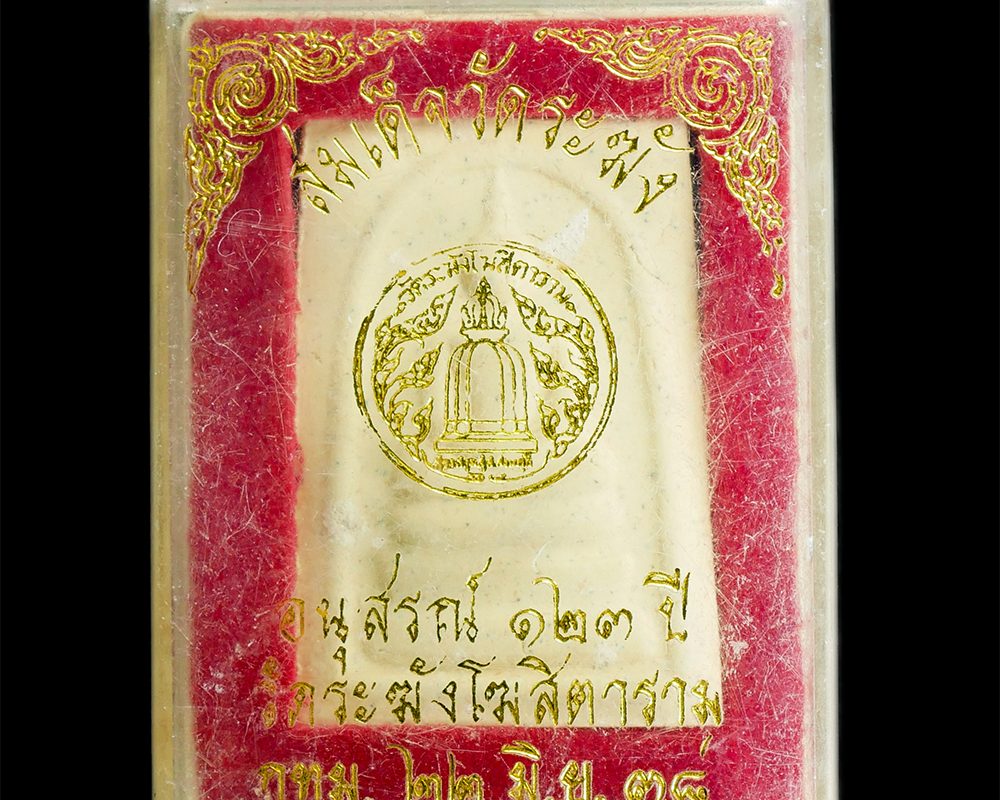 สมเด็จวัดระฆัง
วัดระฆังโฆสิตาราม
อนุสรณ์ ๑๒๓ ปี
วัดระฆังโฆสิตาราม
กทม. ๒๒ มิ.ย. ๓๘